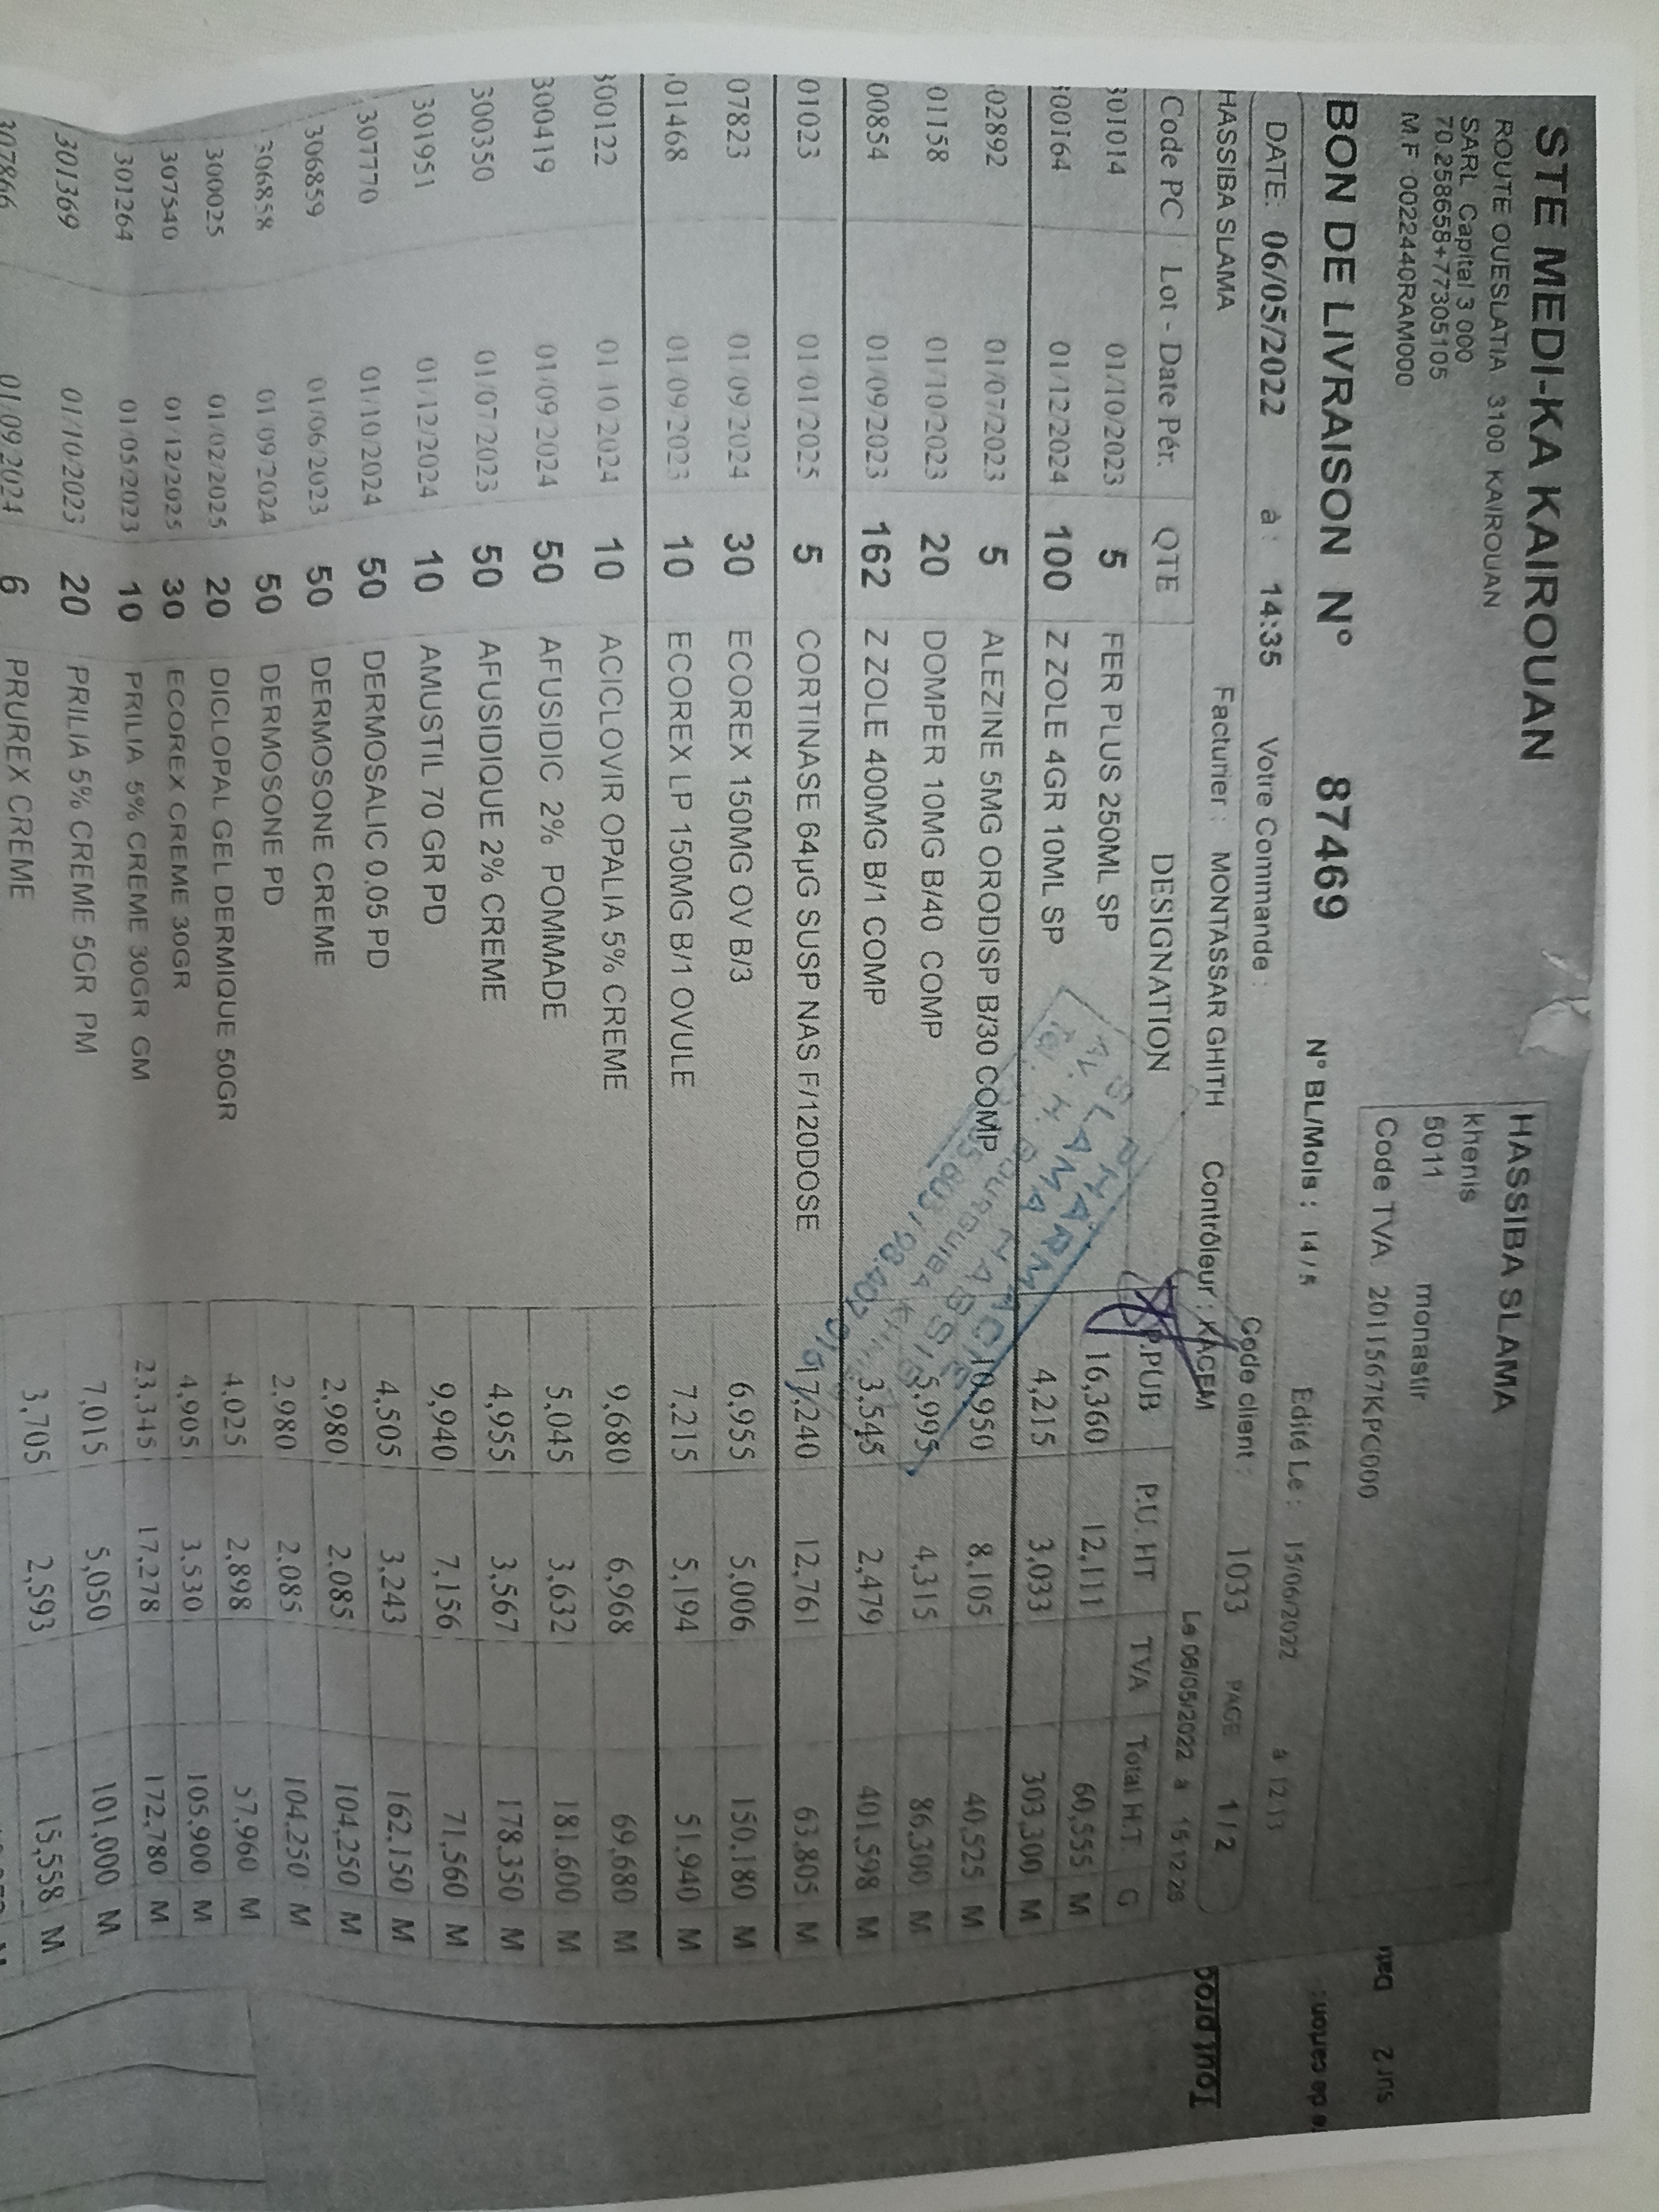 STE MEDI-KA KAIROUAN
ROUTE OUESLATIA 3100 KAIROUAN
SARL Capital 3 000
70.258658+77305105
M F 0022440RAM000
HASSIBA SLAMA
Khenis monastir
5011
Code TVA 2011567KPC000
BON DE LIVRAISON N° 87469 N° BL/Mois : 14/5 Edité Le : 15/06/2022 à 12:13
DATE: 06/05/2022 à : 14:35 Votre Commande : Code client : 1033 PAGE 1/2
HASSIBA SLAMA Facturier : MONTASSAR GHITH Contrôleur : KACEM Le 06/05/2022 à 15:12:26
Code PC Lot - Date Pér. QTE DESIGNATION P.PUB P.U. HT TVA Total H.T. G
301014 01/10/2023 5 FER PLUS 250ML SP 16,360 12,111 60,555 M
300164 01/12/2024 100 Z ZOLE 4GR 10ML SP 4,215 3,033 303,300 M
02892 01/07/2023 5 ALEZINE 5MG ORODISP B/30 COMP 10,950 8,105 40,525 M
01158 01/10/2023 20 DOMPER 10MG B/40 COMP 5,995 4,315 86,300 M
00854 01/09/2023 162 Z ZOLE 400MG B/1 COMP 3,545 2,479 401,598 M
01023 01/01/2025 5 CORTINASE 64µG SUSP NAS F/120DOSE 17,240 12,761 63,805 M
07823 01/09/2024 30 ECOREX 150MG OV B/3 6,955 5,006 150,180 M
01468 01/09/2023 10 ECOREX LP 150MG B/1 OVULE 7,215 5,194 51,940 M
300122 01/10/2024 10 ACICLOVIR OPALIA 5% CREME 9,680 6,968 69,680 M
300419 01/09/2024 50 AFUSIDIC 2% POMMADE 5,045 3,632 181,600 M
300350 01/07/2023 50 AFUSIDIQUE 2% CREME 4,955 3,567 178,350 M
301951 01/12/2024 10 AMUSTIL 70 GR PD 9,940 7,156 71,560 M
307770 01/10/2024 50 DERMOSALIC 0.05 PD 4,505 3,243 162,150 M
306859 01/06/2023 50 DERMOSONE CREME 2,980 2,085 104,250 M
306858 01/09/2024 50 DERMOSONE PD 2,980 2,085 104,250 M
300025 01/02/2025 20 DICLOPAL GEL DERMIQUE 50GR 4,025 2,898 57,960 M
307540 01/12/2025 30 ECOREX CREME 30GR 4,905 3,530 105,900 M
301264 01/05/2023 10 PRILIA 5% CREME 30GR GM 23,345 17,278 172,780 M
301369 01/10/2023 20 PRILIA 5% CREME 5GR PM 7,015 5,050 101,000 M
307866 01/09/2024 6 PRUREX CREME 3,705 2,593 15,558 M
PHARMACIE
SLAMA HASSIBA
sur 2
Tout prod